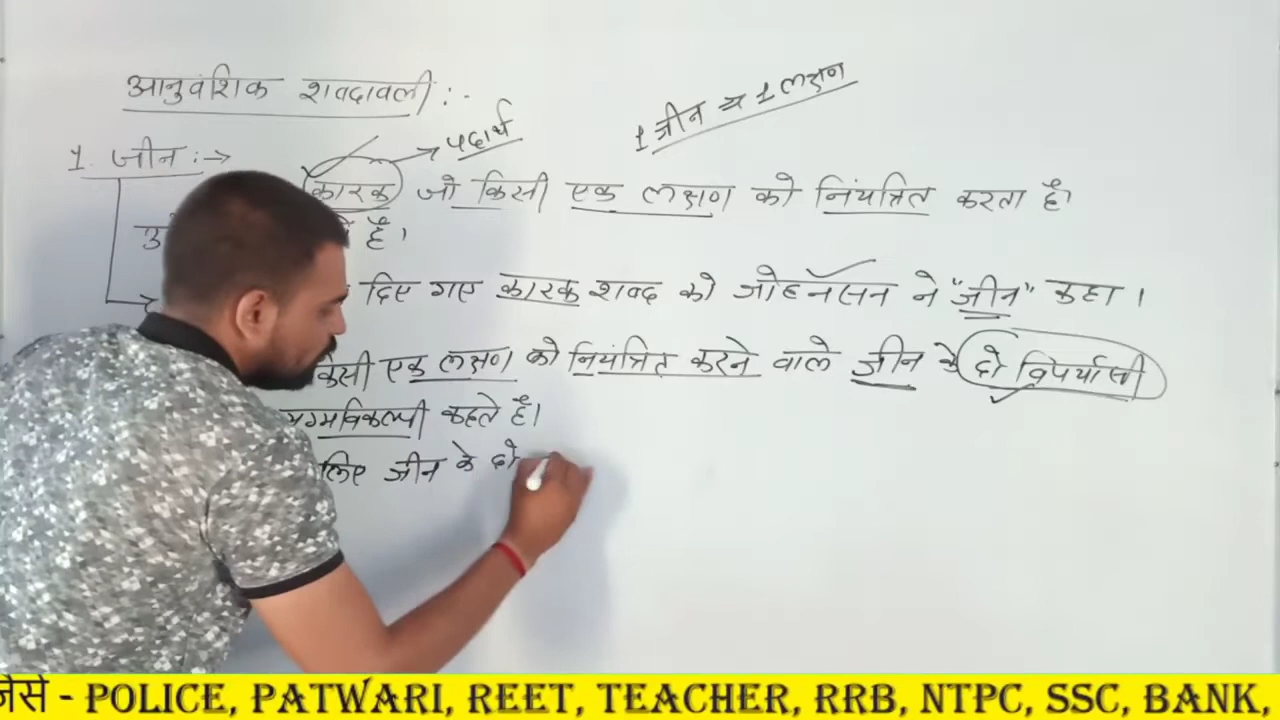 आनुवंशिक शब्दावली :-
1 जीन = 1 लक्षण
पदार्थ
1. जीन :→
कारक जो किसी एक लक्षण को नियंत्रित करता है।
है।
दिए गए कारक शब्द को जोहनसन ने "जीन" कहा।
किसी एक लक्षण को नियंत्रित करने वाले जीन के दो विपर्यासी
युग्मविकल्पी कहते हैं।
लिए जीन के दो
जैसे - POLICE, PATWARI, REET, TEACHER, RRB, NTPC, SSC, BANK,